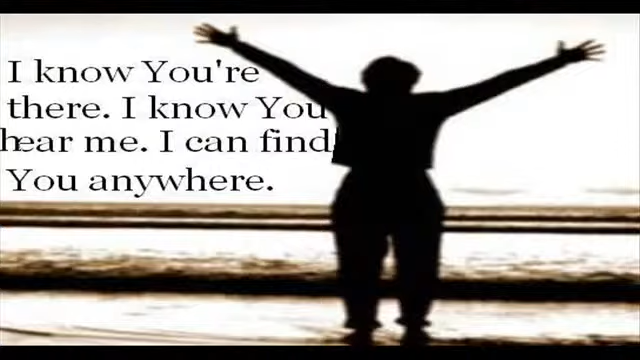 I know You're
there. I know You
hear me. I can find
You anywhere.